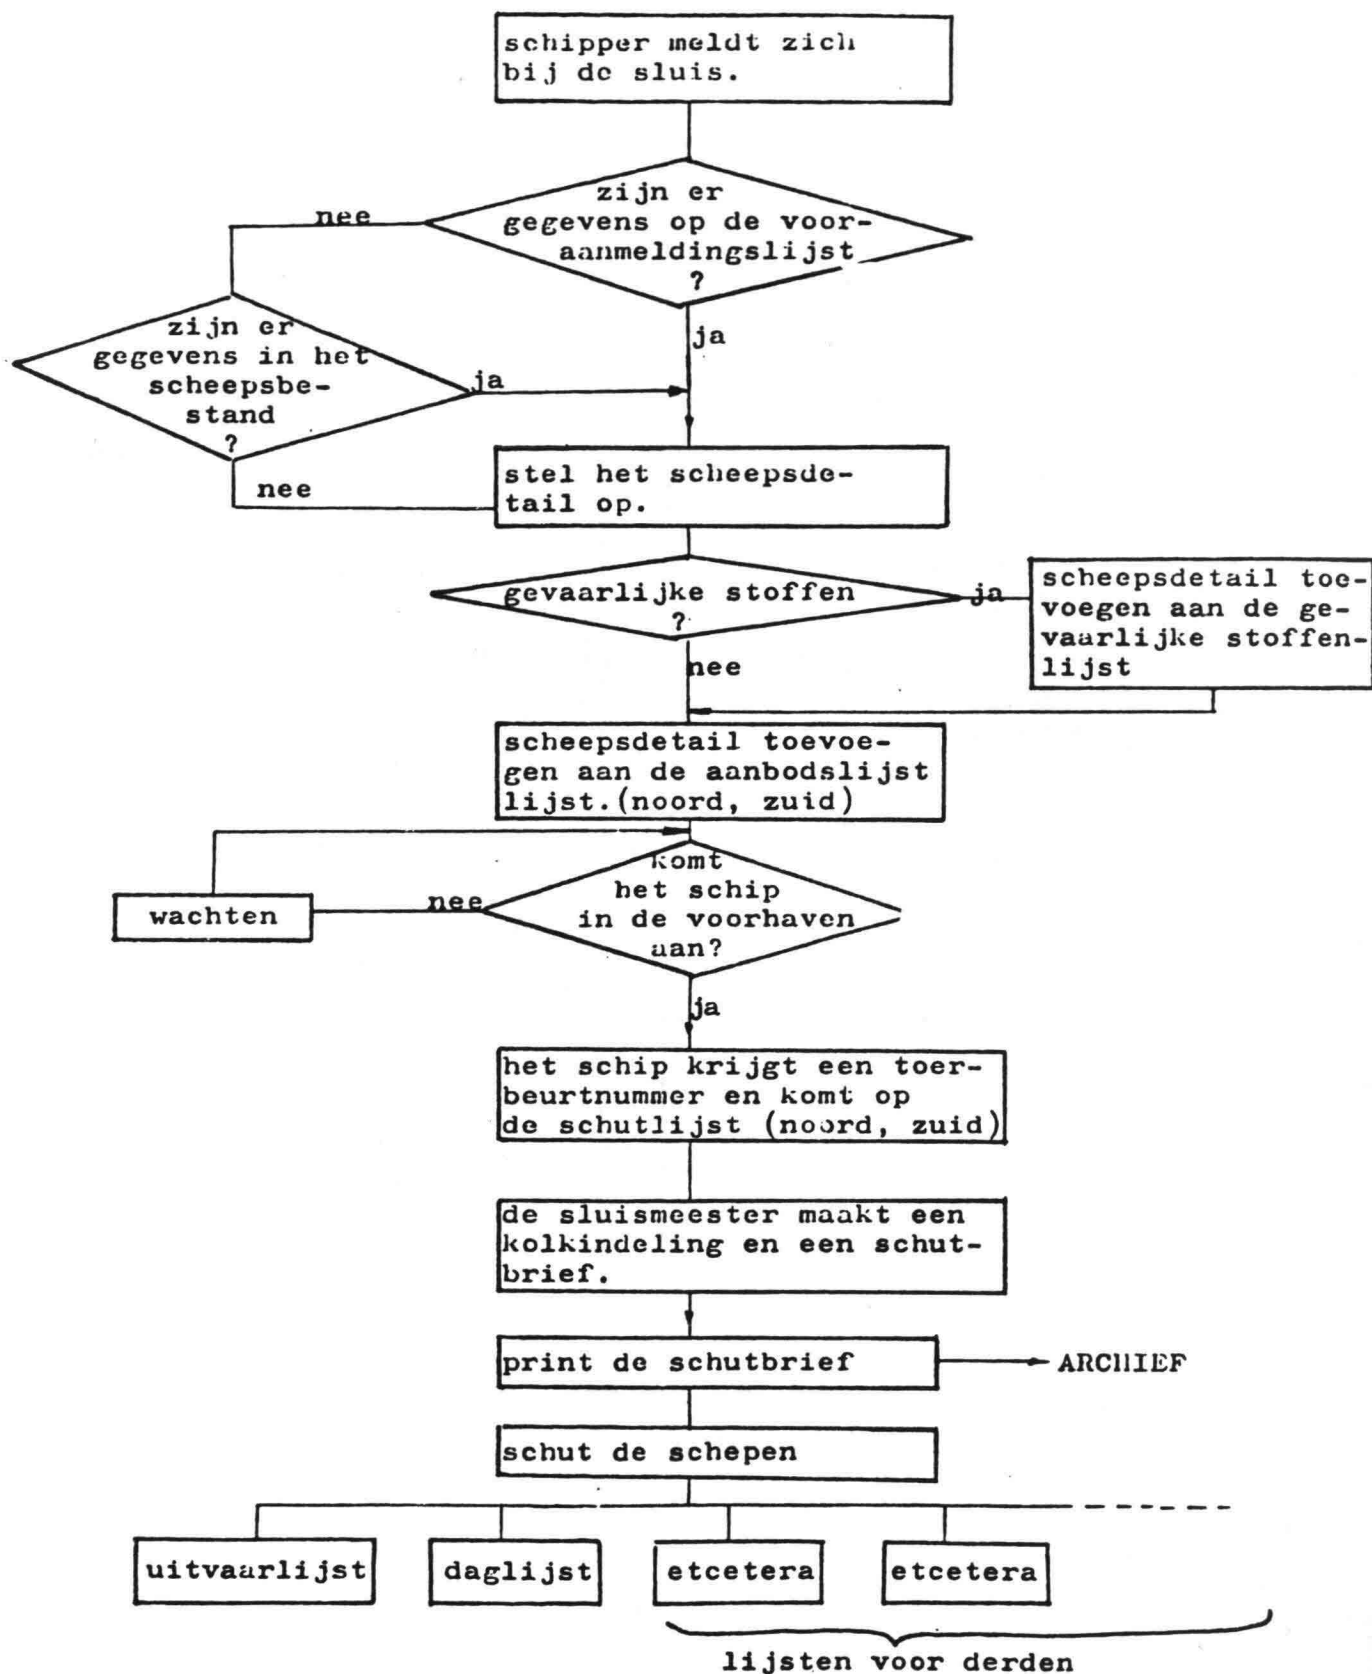 schipper meldt zich
bij de sluis.
zijn er
gegevens op de voor-
aanmeldingslijst
?
nee
ja
zijn er
gegevens in het
scheepsbe-
stand
?
ja
nee
stel het scheepsde-
tail op.
gevaarlijke stoffen
?
ja
scheepsdetail toe-
voegen aan de ge-
vaarlijke stoffen-
lijst
nee
scheepsdetail toevoe-
gen aan de aanbodslijst
lijst.(noord, zuid)
komt
het schip
in de voorhaven
aan?
nee
wachten
ja
het schip krijgt een toer-
beurtnummer en komt op
de schutlijst (noord, zuid)
de sluismeester maakt een
kolkindeling en een schut-
brief.
print de schutbrief
ARCHIEF
schut de schepen
uitvaarlijst
daglijst
etcetera
etcetera
lijsten voor derden